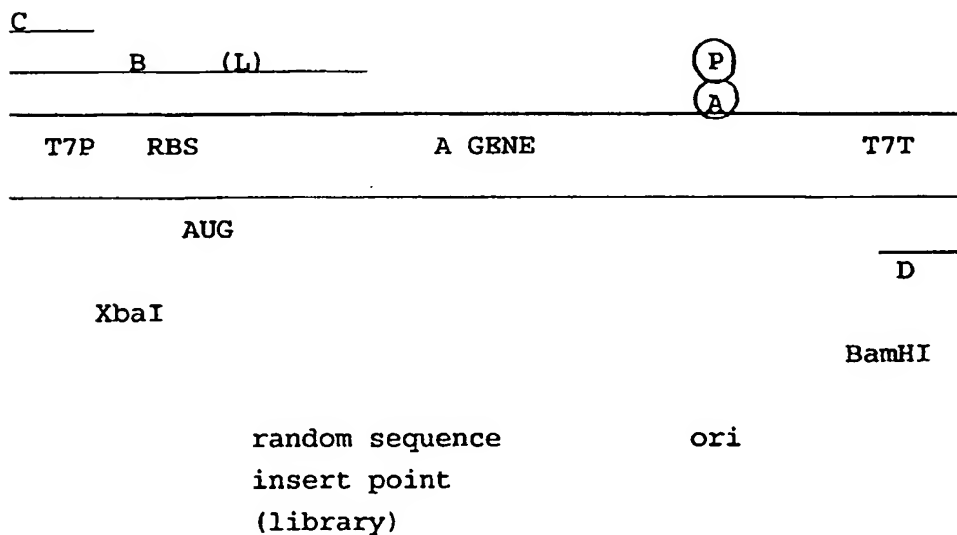 C
B (L) P
A
T7P RBS A GENE T7T
AUG
D
XbaI
BamHI
random sequence ori
insert point
(library)